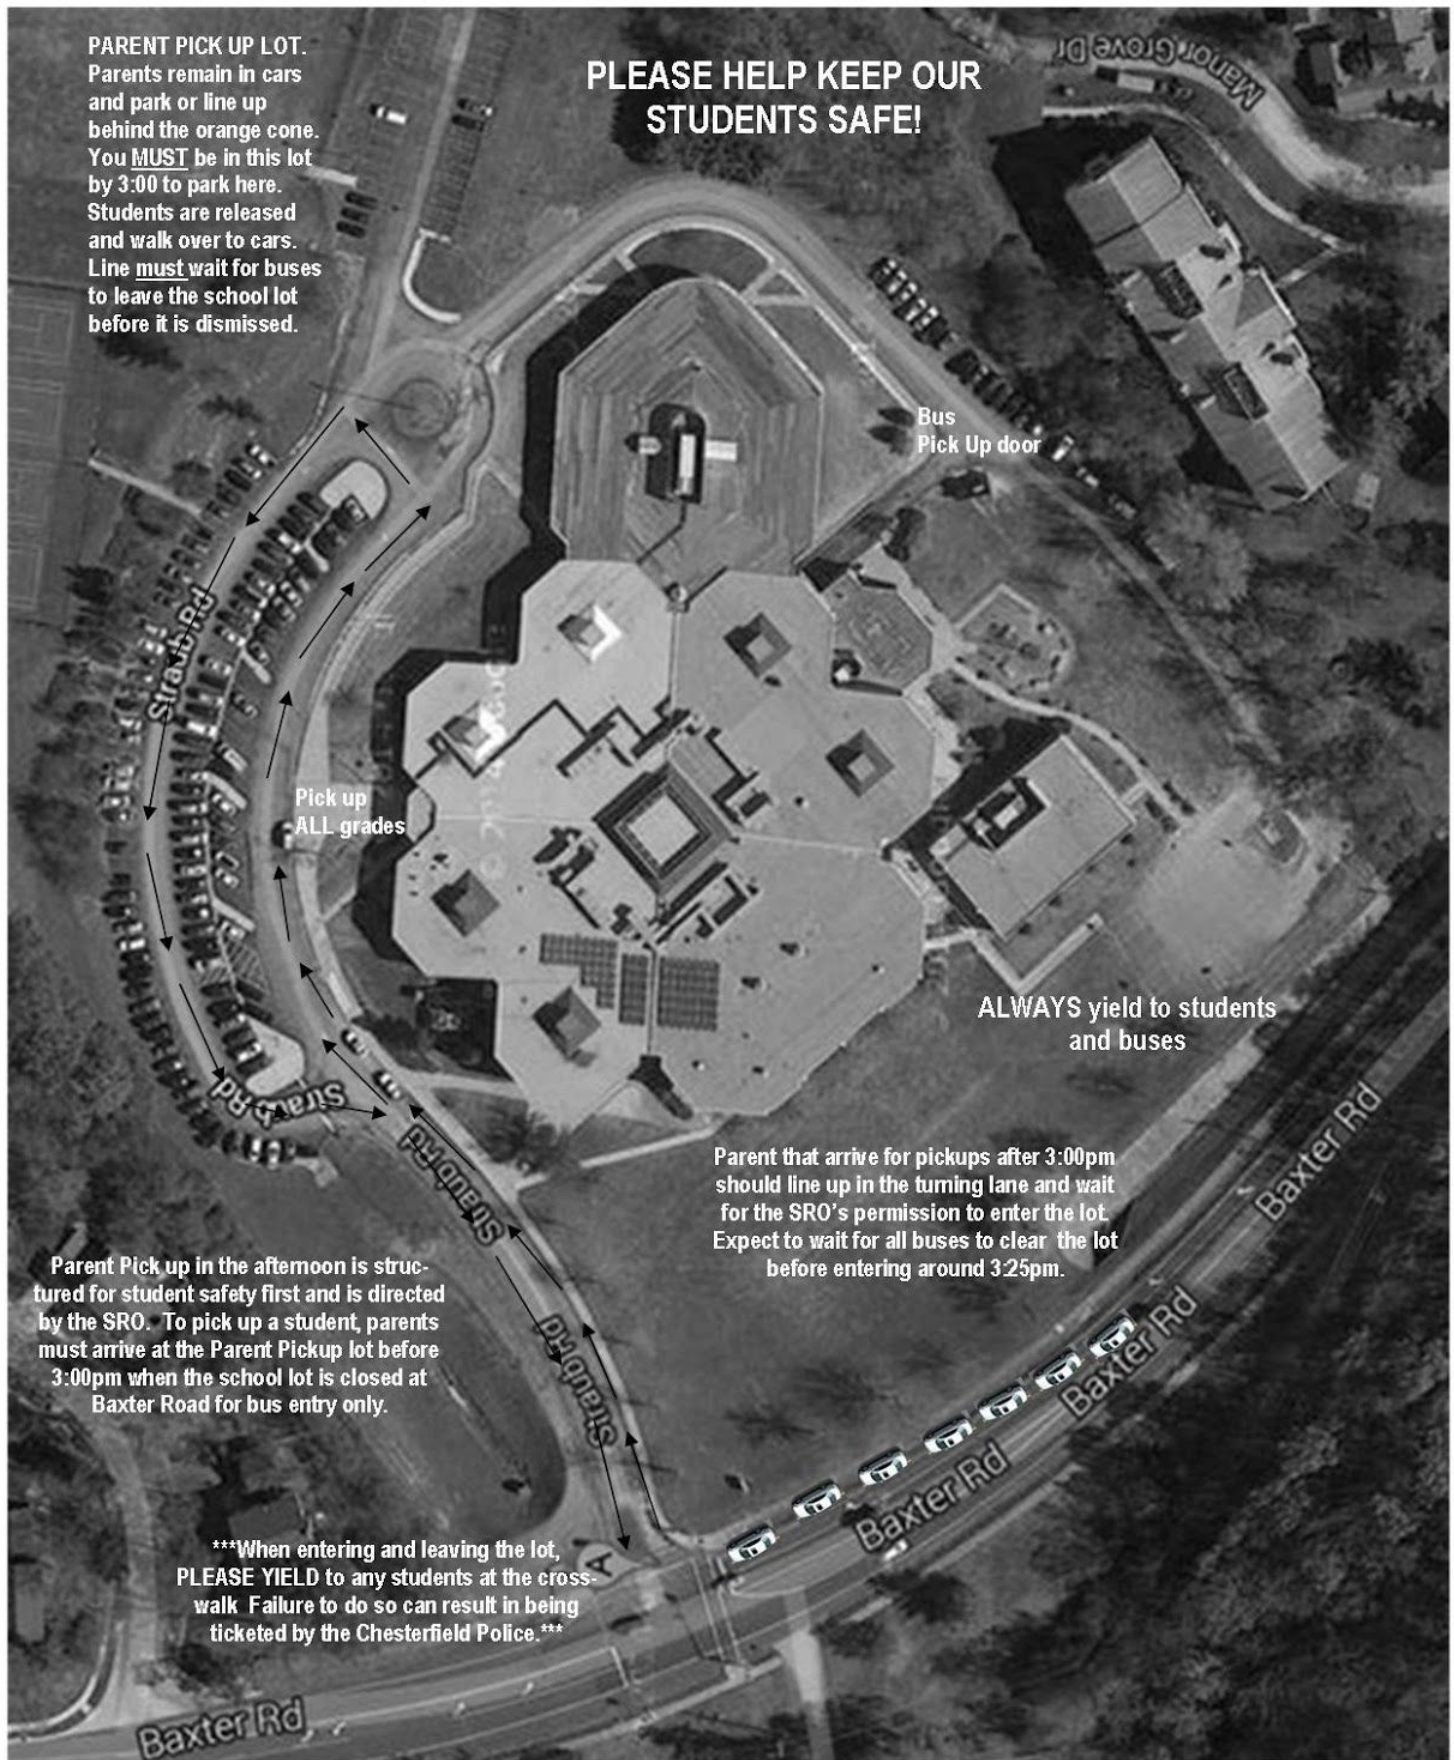 PARENT PICK UP LOT.
Parents remain in cars
and park or line up
behind the orange cone.
You MUST be in this lot
by 3:00 to park here.
Students are released
and walk over to cars.
Line must wait for buses
to leave the school lot
before it is dismissed.
PLEASE HELP KEEP OUR
STUDENTS SAFE!
Manor Grove Dr
Bus
Pick Up door
Straub Rd
Pick up
ALL grades
ALWAYS yield to students
and buses
Straub Rd
Straub Rd
Baxter Rd
Parent that arrive for pickups after 3:00pm
should line up in the turning lane and wait
for the SRO's permission to enter the lot.
Expect to wait for all buses to clear the lot
before entering around 3:25pm.
Parent Pick up in the afternoon is struc-
tured for student safety first and is directed
by the SRO. To pick up a student, parents
must arrive at the Parent Pickup lot before
3:00pm when the school lot is closed at
Baxter Road for bus entry only.
Straub Rd
Baxter Rd
Baxter Rd
A
***When entering and leaving the lot,
PLEASE YIELD to any students at the cross-
walk Failure to do so can result in being
ticketed by the Chesterfield Police.***
Baxter Rd